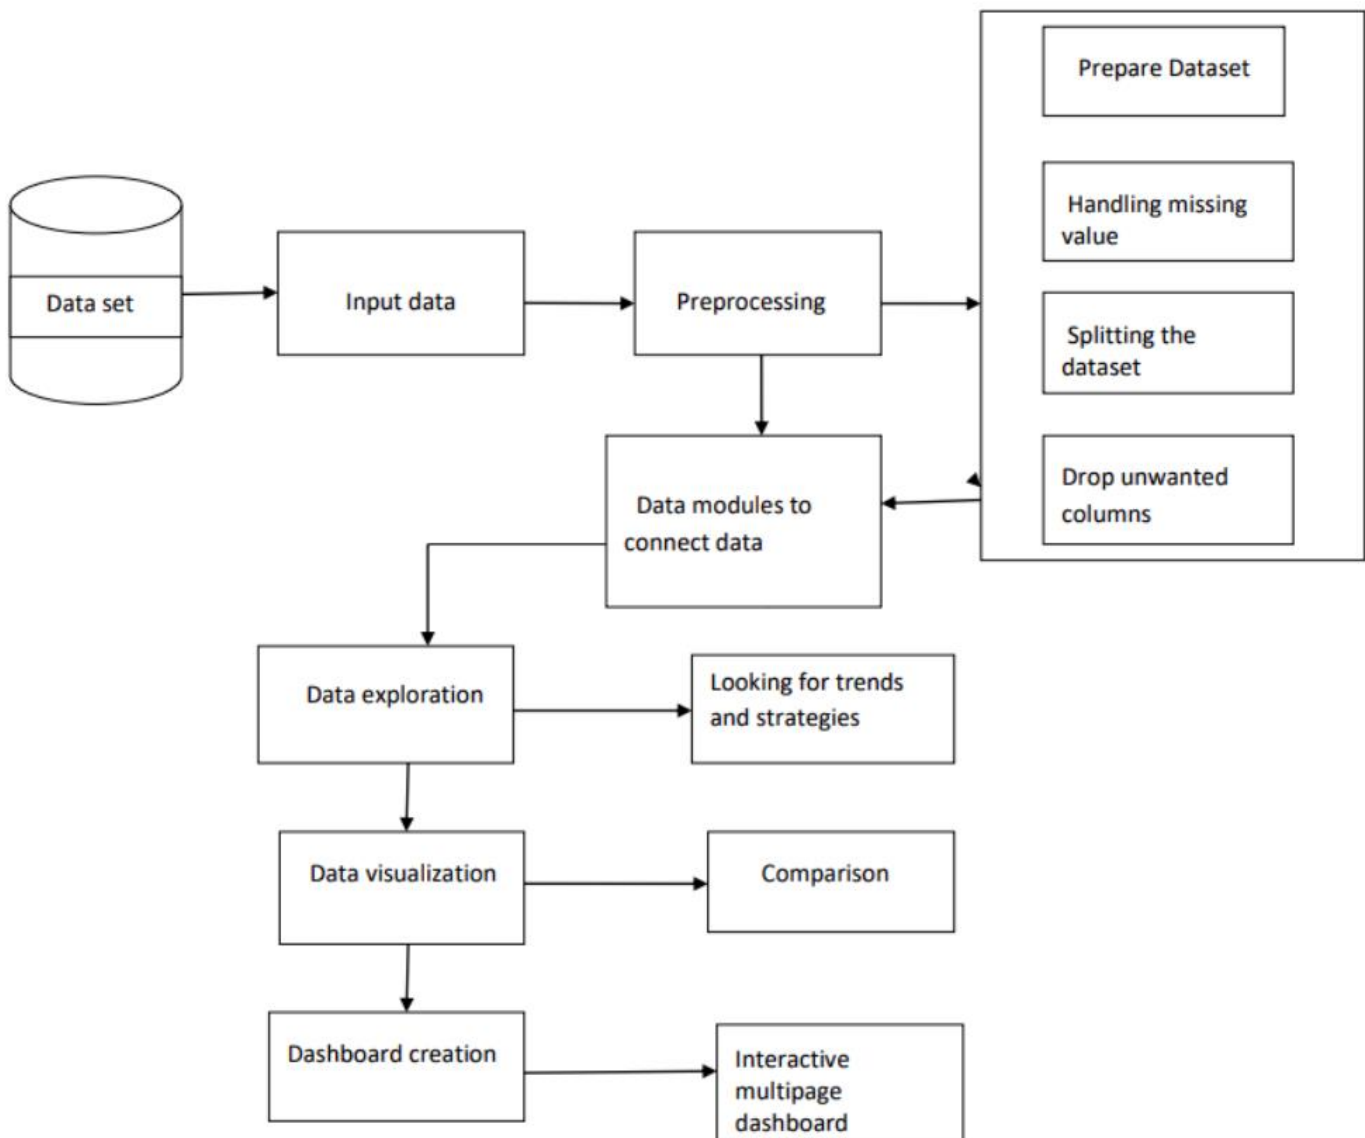 Prepare Dataset
Handling missing
value
Data set
Input data
Preprocessing
Splitting the
dataset
Drop unwanted
columns
Data modules to
connect data
Data exploration
Looking for trends
and strategies
Data visualization
Comparison
Dashboard creation
Interactive
multipage
dashboard